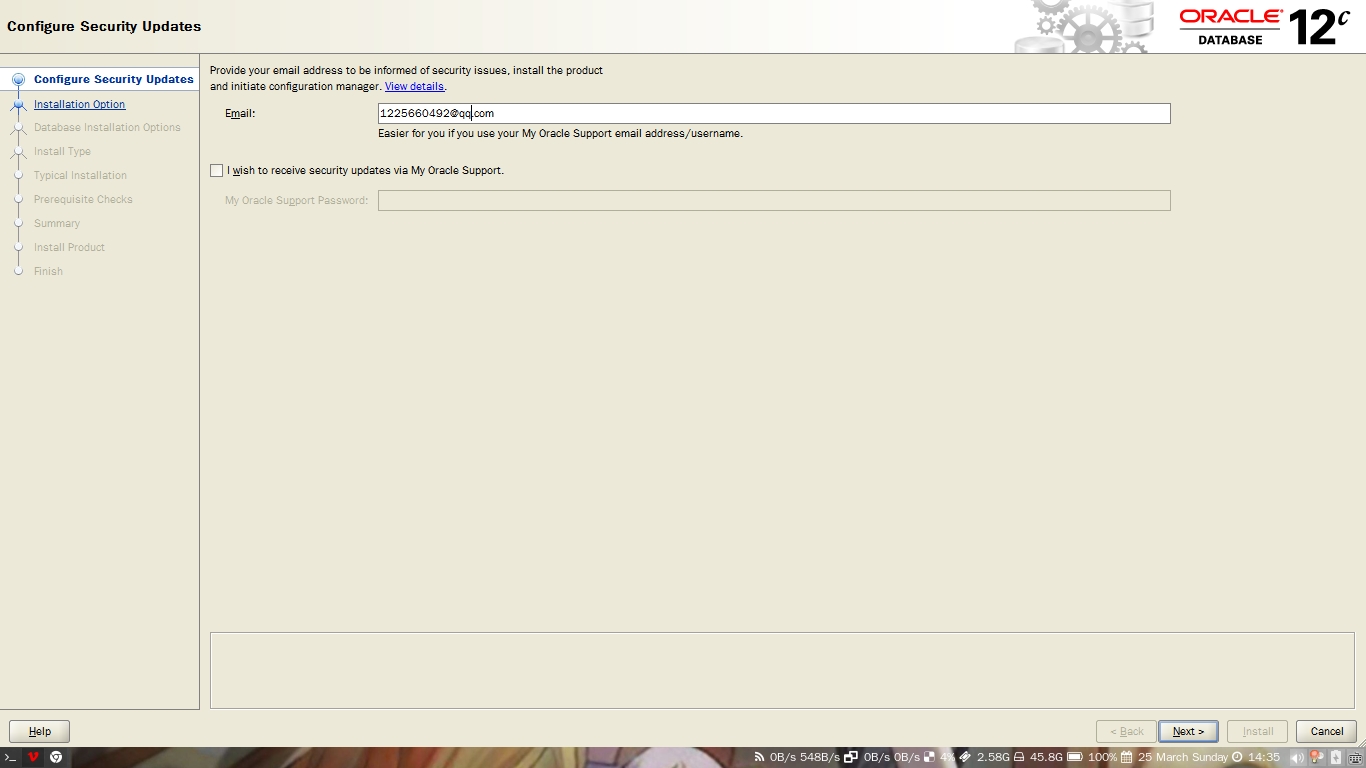 Configure Security Updates
ORACLE
DATABASE
12c
Configure Security Updates
Installation Option
Database Installation Options
Install Type
Typical Installation
Prerequisite Checks
Summary
Install Product
Finish
Provide your email address to be informed of security issues, install the product
and initiate configuration manager. View details.
Email: 1225660492@qq.com
Easier for you if you use your My Oracle Support email address/username.
I wish to receive security updates via My Oracle Support.
My Oracle Support Password:
Help
< Back Next > Install Cancel
0B/s 548B/s 0B/s 0B/s 4% 2.58G 45.8G 100% 25 March Sunday 14:35